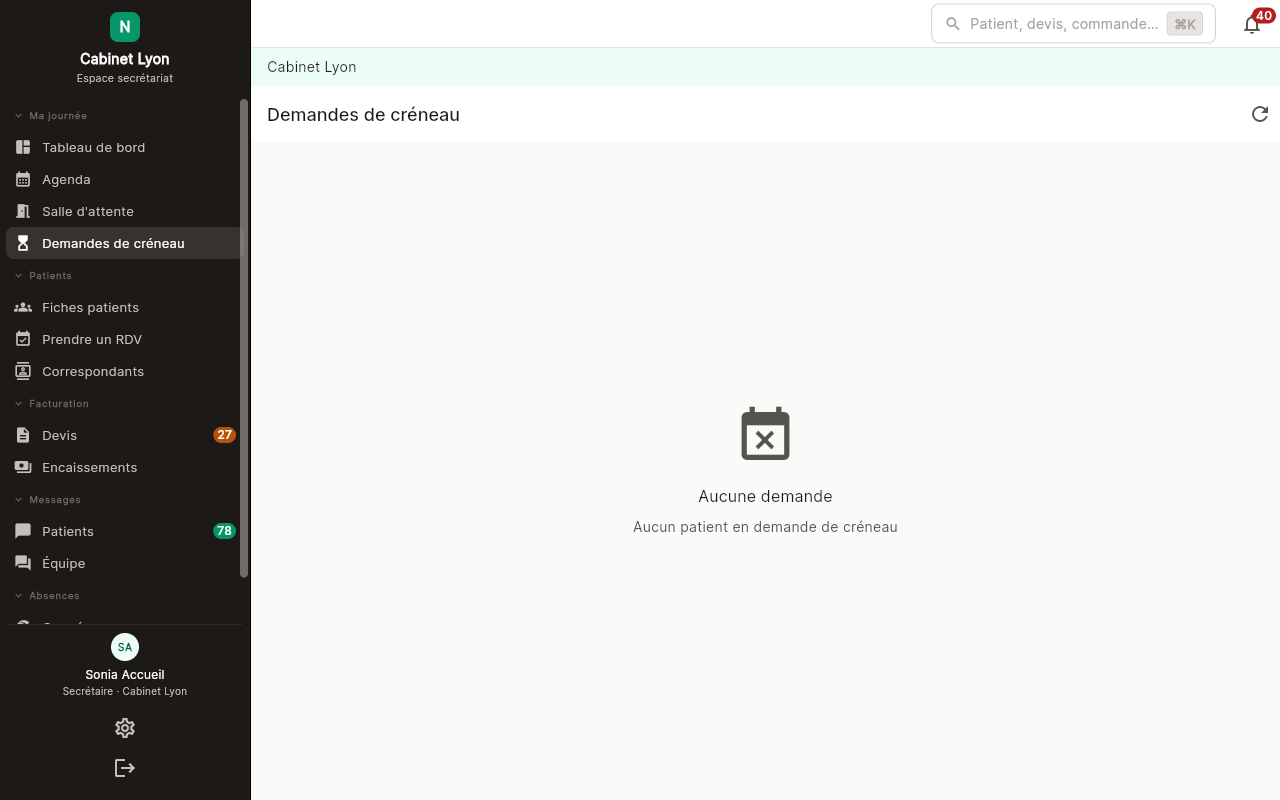 N
Cabinet Lyon
Espace secrétariat
Ma journée
Tableau de bord
Agenda
Salle d'attente
Demandes de créneau
Patients
Fiches patients
Prendre un RDV
Correspondants
Facturation
Devis 27
Encaissements
Messages
Patients 78
Équipe
Absences
SA
Sonia Accueil
Secrétaire · Cabinet Lyon
Patient, devis, commande... ⌘K
40
Cabinet Lyon
Demandes de créneau
Aucune demande
Aucun patient en demande de créneau